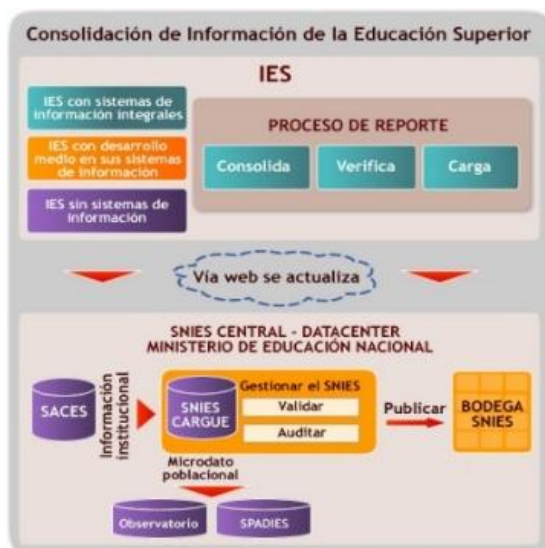 Consolidación de Información de la Educación Superior
IES
IES con sistemas de
información integrales
IES con desarrollo
medio en sus sistemas
de información
IES sin sistemas de
información
PROCESO DE REPORTE
Consolida
Verifica
Carga
Vía web se actualiza
SNIES CENTRAL - DATACENTER
MINISTERIO DE EDUCACIÓN NACIONAL
SACES
Información
institucional
SNIES
CARGUE
Gestionar el SNIES
Validar
Auditar
Publicar
BODEGA
SNIES
Microdato
poblacional
Observatorio
SPADIES